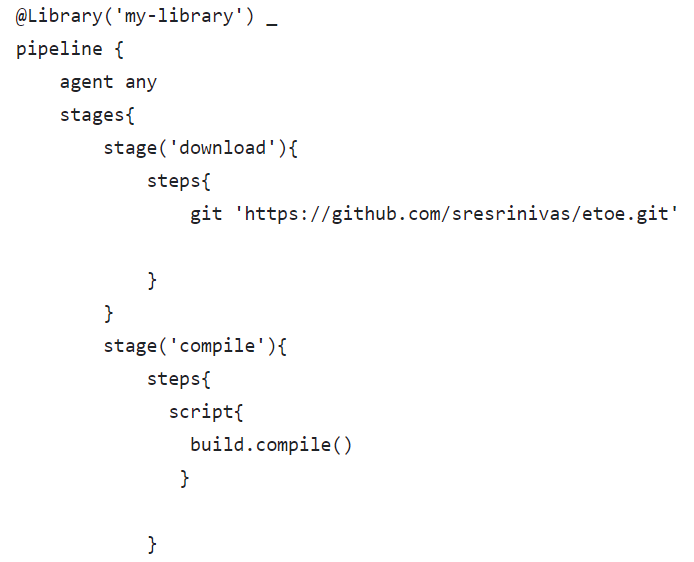 @Library('my-library') _
pipeline {
    agent any
    stages{
        stage('download'){
            steps{
                git 'https://github.com/sresrinivas/etoe.git'

            }
        }
        stage('compile'){
            steps{
              script{
                build.compile()
               }

            }